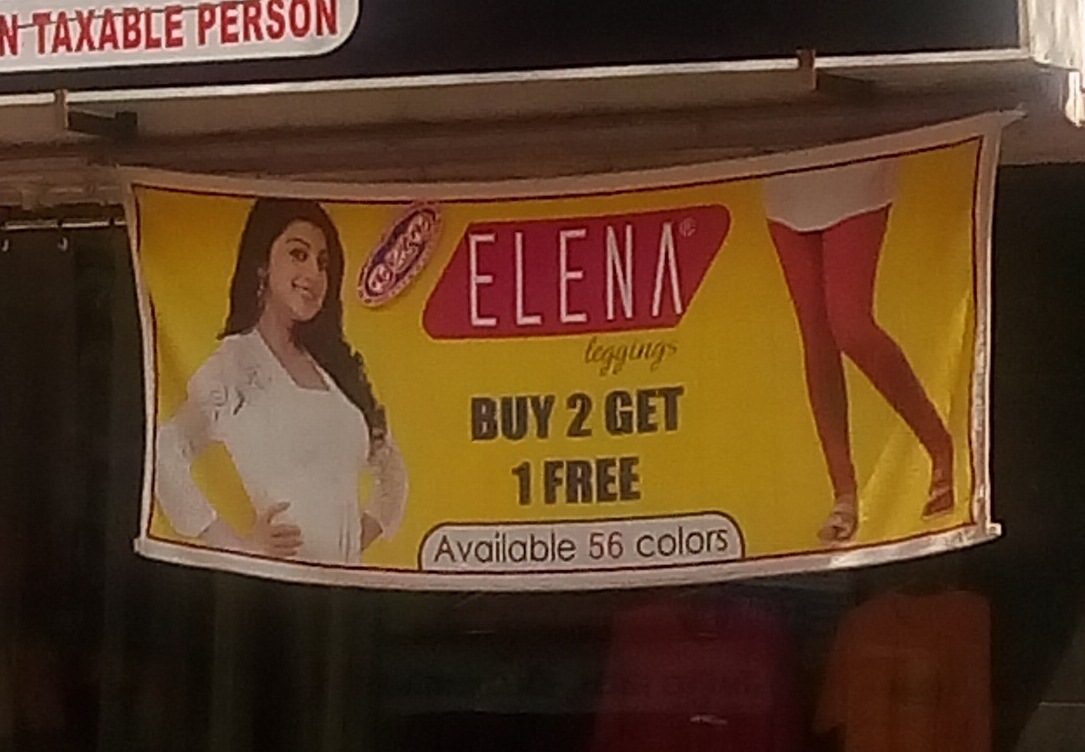 N TAXABLE PERSON
ELENA®
leggings
BUY 2 GET
1 FREE
Available 56 colors